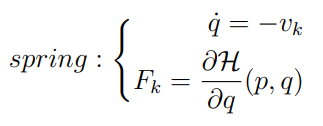 spring : { q̇ = −v_k
F_k = ∂ℋ/∂q (p, q)